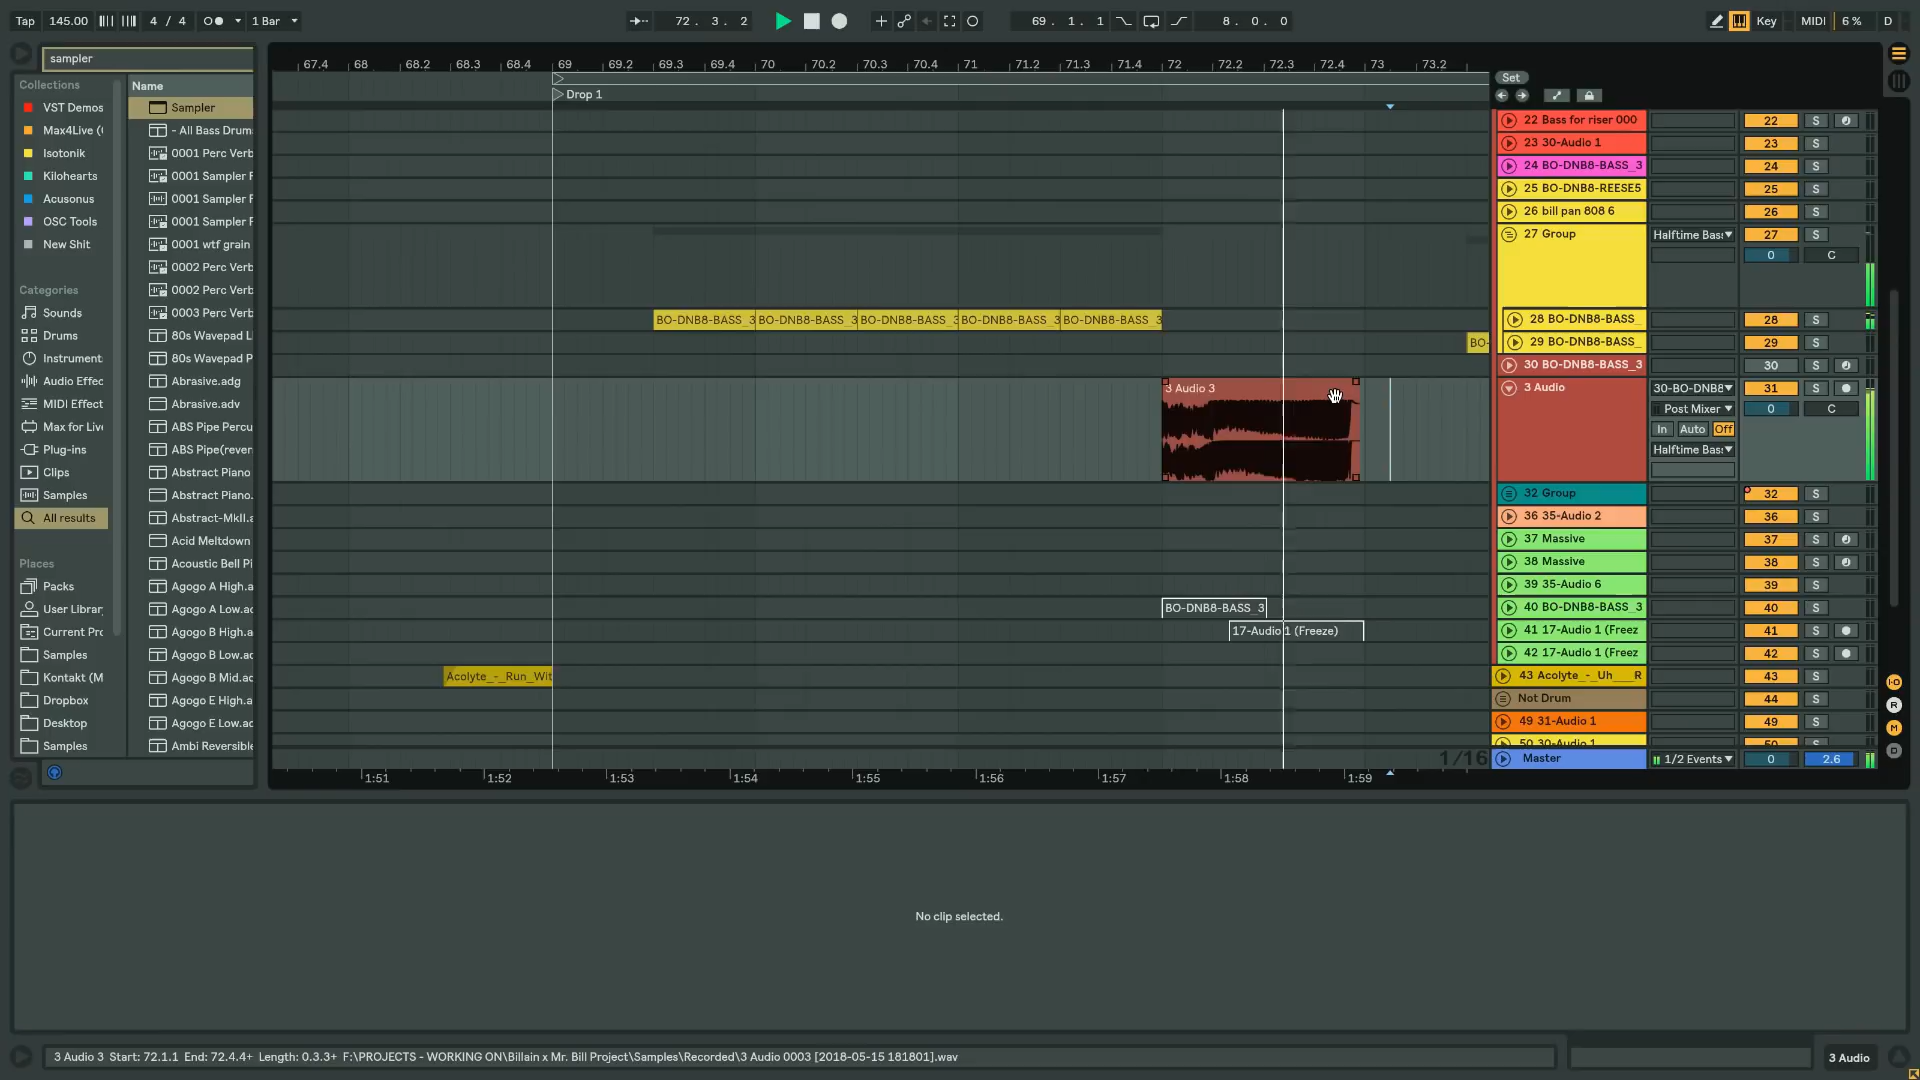 Tap 145.00 4 / 4 1 Bar 72. 3. 2 69. 1. 1 8. 0. 0 Key MIDI 6 % D
sampler
67.4 68 68.2 68.3 68.4 69 69.2 69.3 69.4 70 70.2 70.3 70.4 71 71.2 71.3 71.4 72 72.2 72.3 72.4 73 73.2
Set
Drop 1
Collections
VST Demos
Max4Live (
Isotonik
Kilohearts
Acusonus
OSC Tools
New Shit
Categories
Sounds
Drums
Instrument
Audio Effec
MIDI Effect
Max for Live
Plug-ins
Clips
Samples
All results
Places
Packs
User Librar
Current Pro
Samples
Kontakt (M
Dropbox
Desktop
Samples
Name
Sampler
- All Bass Drum
0001 Perc Verb
0001 Sampler F
0001 Sampler F
0001 Sampler F
0001 wtf grain
0002 Perc Verb
0002 Perc Verb
0003 Perc Verb
80s Wavepad L
80s Wavepad P
Abrasive.adg
Abrasive.adv
ABS Pipe Percu
ABS Pipe(rever
Abstract Piano
Abstract Piano.
Abstract-MkII.a
Acid Meltdown
Acoustic Bell Pi
Agogo A High.a
Agogo A Low.ac
Agogo B High.a
Agogo B Low.ad
Agogo B Mid.ad
Agogo E High.a
Agogo E Low.ad
Ambi Reversible
BO-DNB8-BASS_3 BO-DNB8-BASS_3 BO-DNB8-BASS_3 BO-DNB8-BASS_3 BO-DNB8-BASS_3
BO-
3 Audio 3
BO-DNB8-BASS_3
17-Audio 1 (Freeze)
Acolyte_-_Run_Wit
1/16
1:51 1:52 1:53 1:54 1:55 1:56 1:57 1:58 1:59
22 Bass for riser 000 22 S
23 30-Audio 1 23 S
24 BO-DNB8-BASS_3 24 S
25 BO-DNB8-REESE5 25 S
26 bill pan 808 6 26 S
27 Group Halftime Bas 27 S
0 C
28 BO-DNB8-BASS_ 28 S
29 BO-DNB8-BASS_ 29 S
30 BO-DNB8-BASS_3 30 S
3 Audio 30-BO-DNB8 31 S
Post Mixer 0 C
In Auto Off
Halftime Bas
32 Group 32 S
36 35-Audio 2 36 S
37 Massive 37 S
38 Massive 38 S
39 35-Audio 6 39 S
40 BO-DNB8-BASS_3 40 S
41 17-Audio 1 (Freez 41 S
42 17-Audio 1 (Freez 42 S
43 Acolyte_-_Uh___R 43 S
Not Drum 44 S
49 31-Audio 1 49 S
50 30-Audio 1 50 S
Master 1/2 Events 0 2.6
I·O
R
M
D
No clip selected.
3 Audio 3 Start: 72.1.1 End: 72.4.4+ Length: 0.3.3+ F:\PROJECTS - WORKING ON\Billain x Mr. Bill Project\Samples\Recorded\3 Audio 0003 [2018-05-15 181801].wav
3 Audio